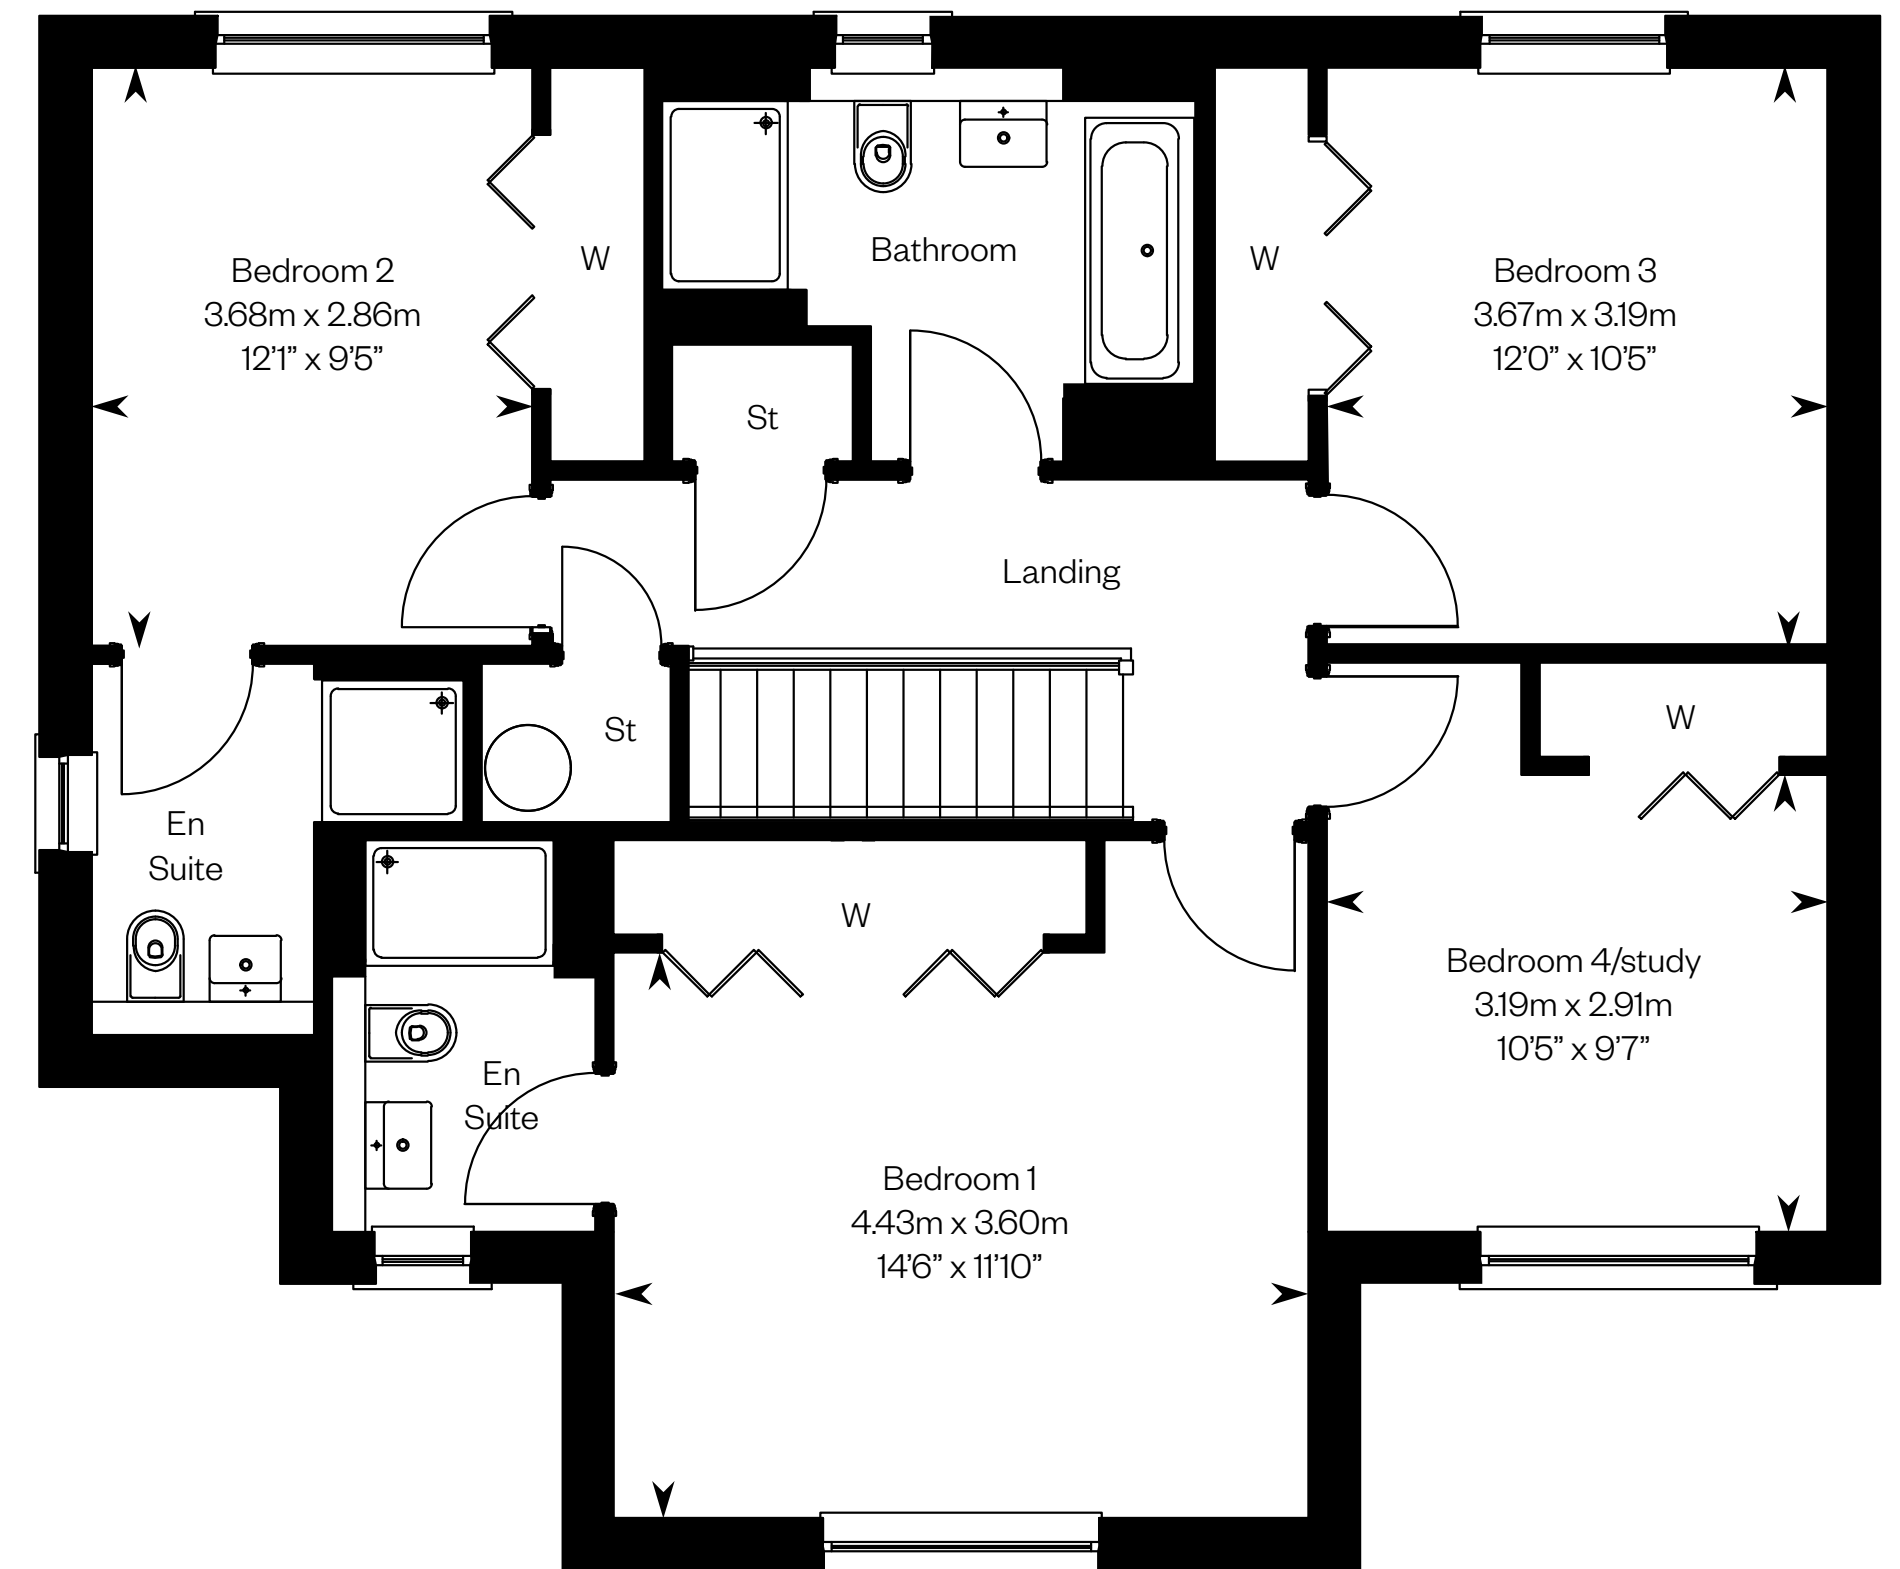 Bedroom 2
3.68m x 2.86m
12'1” x 9'5”
W
Bathroom
W
Bedroom 3
3.67m x 3.19m
12'0” x 10'5”
St
Landing
St
W
En
Suite
W
Bedroom 4/study
3.19m x 2.91m
10'5” x 9'7”
En
Suite
Bedroom 1
4.43m x 3.60m
14'6” x 11'10”